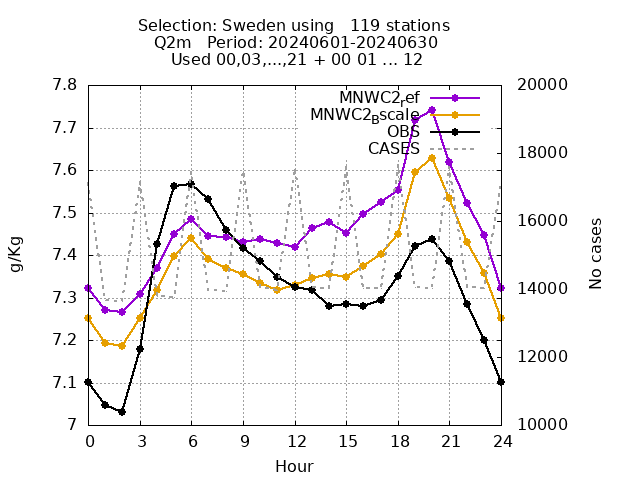 Selection: Sweden using   119 stations
Q2m   Period: 20240601-20240630
Used 00,03,...,21 + 00 01 ... 12
7.8
7.7
7.6
7.5
7.4
7.3
7.2
7.1
7
g/Kg
MNWC2ref
MNWC2Bscale
OBS
CASES
20000
18000
16000
14000
12000
10000
No cases
0 3 6 9 12 15 18 21 24
Hour